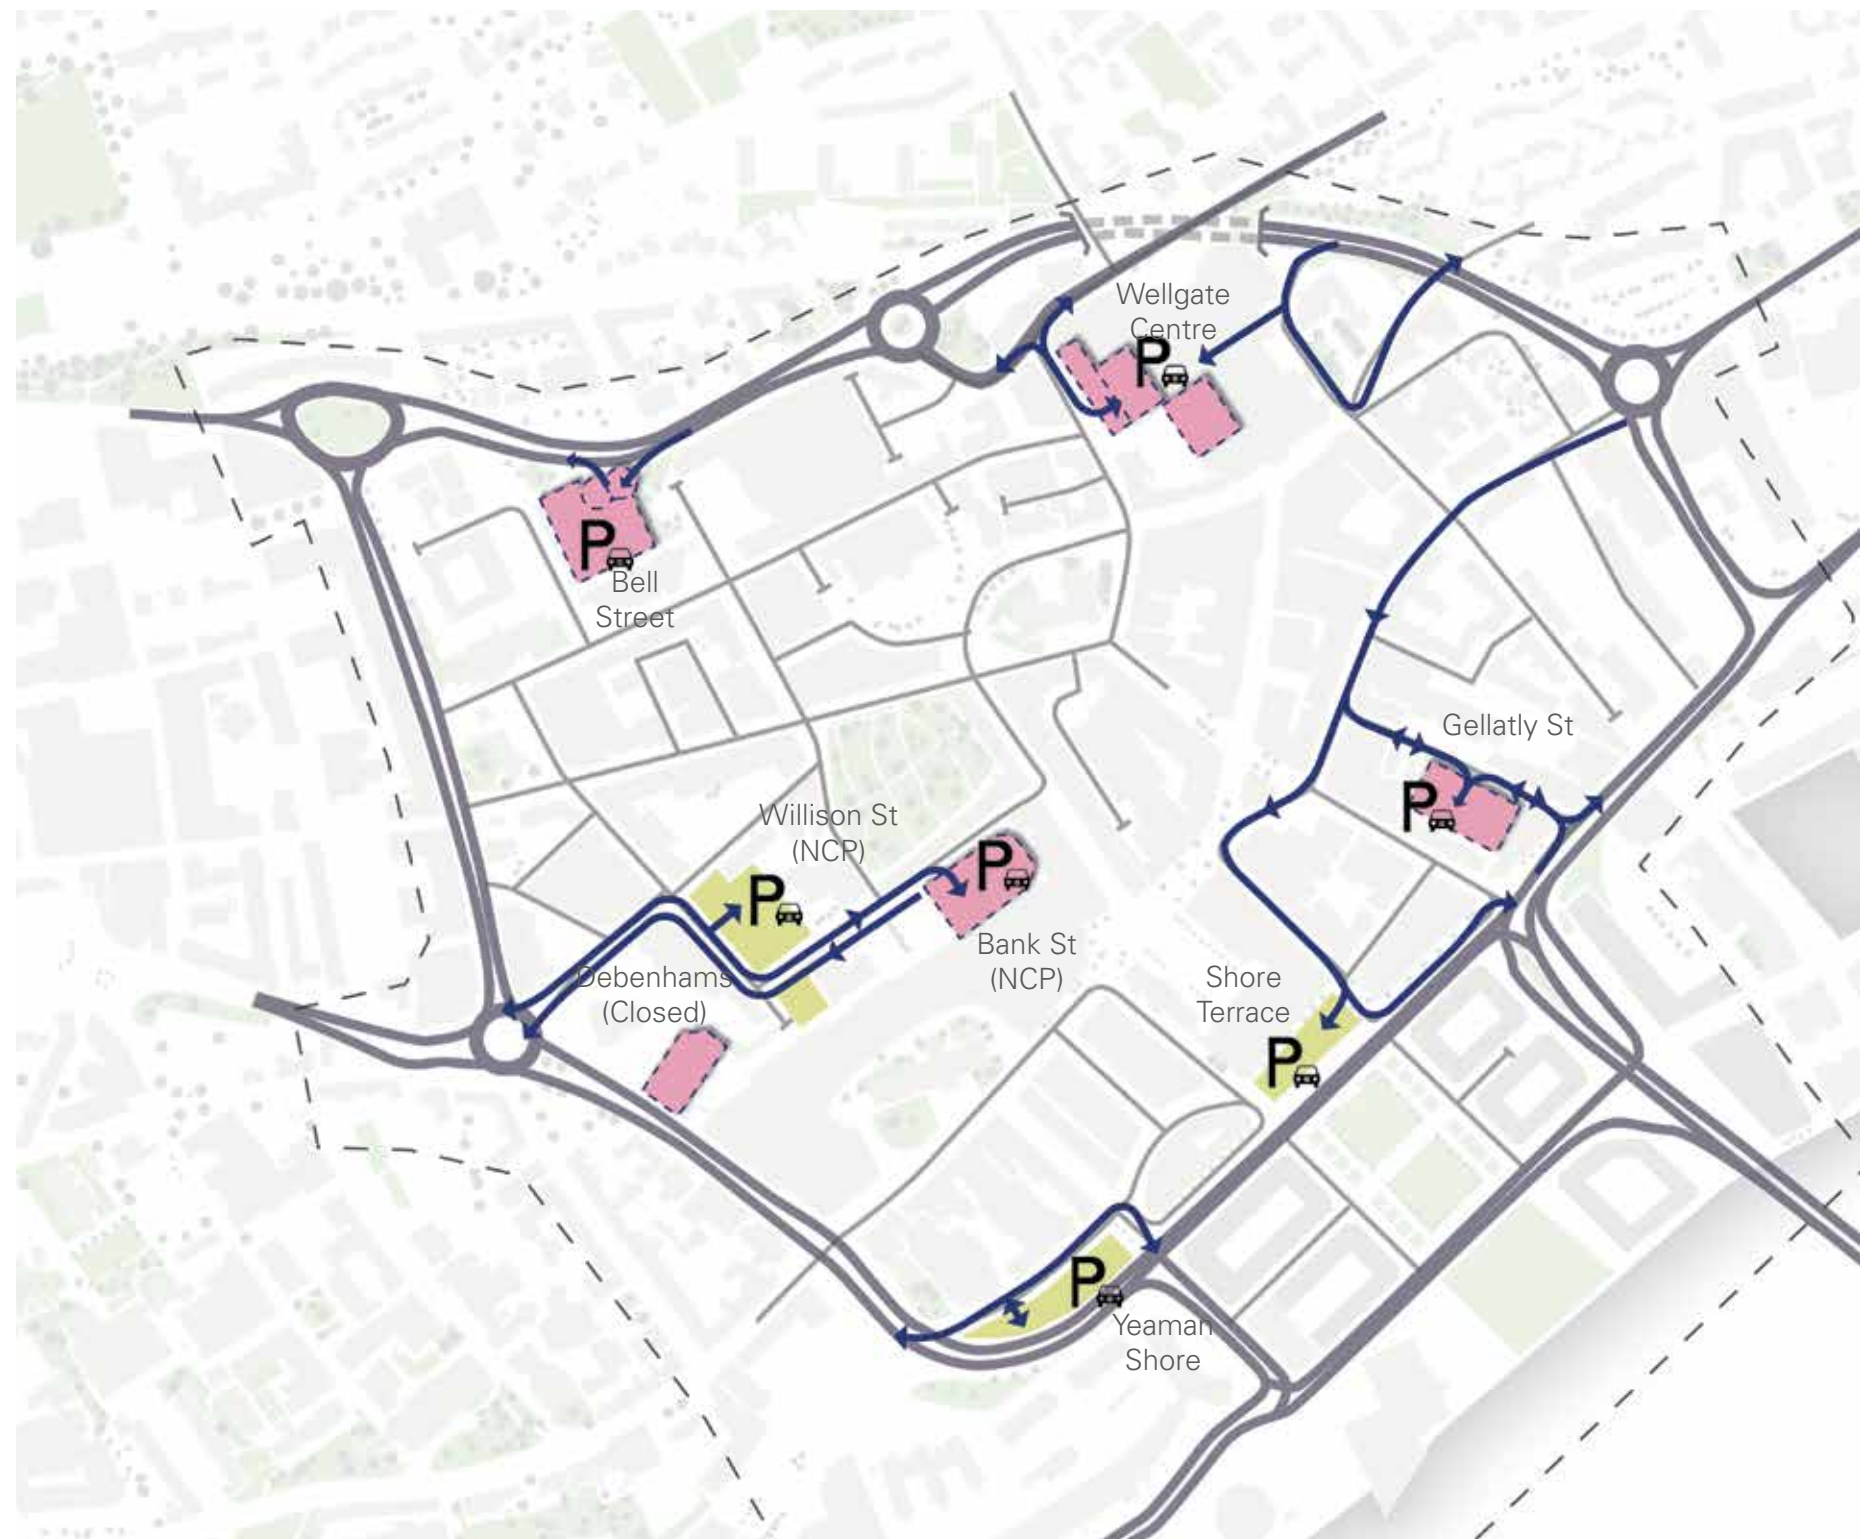 Wellgate
Centre
P
P
Bell
Street
Gellatly St
P
Willison St
(NCP)
P
P
Bank St
(NCP)
Debenhams
(Closed)
Shore
Terrace
P
P
Yeaman
Shore